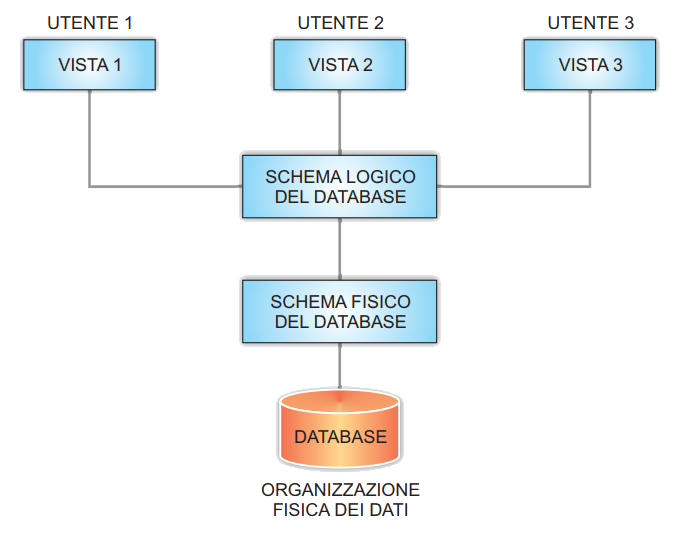 UTENTE 1
UTENTE 2
UTENTE 3
VISTA 1
VISTA 2
VISTA 3
SCHEMA LOGICO
DEL DATABASE
SCHEMA FISICO
DEL DATABASE
DATABASE
ORGANIZZAZIONE
FISICA DEI DATI